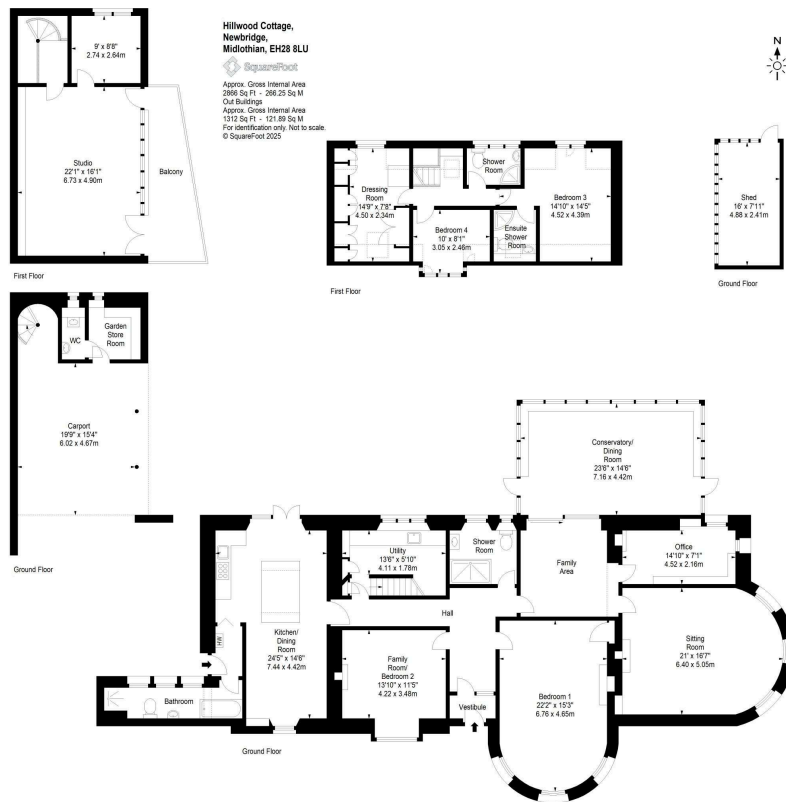 Hillwood Cottage,
Newbridge,
Midlothian, EH28 8LU
SquareFoot
Approx. Gross Internal Area
2866 Sq Ft - 266.25 Sq M
Out Buildings
Approx. Gross Internal Area
1312 Sq Ft - 121.89 Sq M
For identification only. Not to scale.
© SquareFoot 2025
N
9' x 8'8"
2.74 x 2.64m
Studio
22'1" x 16'1"
6.73 x 4.90m
Balcony
First Floor
Dressing
Room
14'9" x 7'8"
4.50 x 2.34m
Shower
Room
Bedroom 3
14'10" x 14'5"
4.52 x 4.39m
Bedroom 4
10' x 8'1"
3.05 x 2.46m
Ensuite
Shower
Room
First Floor
Shed
16' x 7'11"
4.88 x 2.41m
Ground Floor
WC
Garden
Store
Room
Carport
19'9" x 15'4"
6.02 x 4.67m
Ground Floor
Conservatory/
Dining
Room
23'6" x 14'6"
7.16 x 4.42m
Utility
13'6" x 5'10"
4.11 x 1.78m
Shower
Room
Family
Area
Office
14'10" x 7'1"
4.52 x 2.16m
Hall
Kitchen/
Dining
Room
24'5" x 14'6"
7.44 x 4.42m
HW
Family
Room/
Bedroom 2
13'10" x 11'5"
4.22 x 3.48m
Sitting
Room
21' x 16'7"
6.40 x 5.05m
Bedroom 1
22'2" x 15'3"
6.76 x 4.65m
Bathroom
Vestibule
Ground Floor